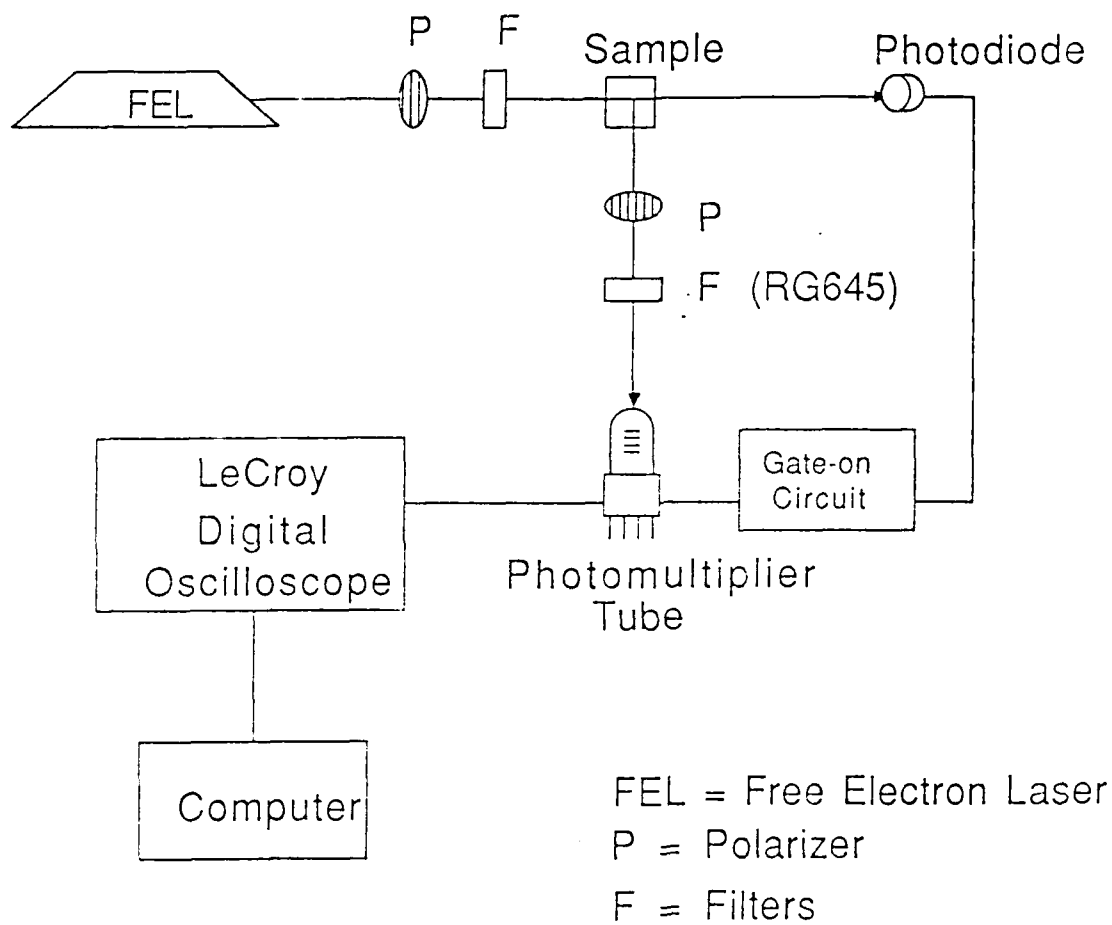 P
F
Sample
Photodiode
FEL
P
F (RG645)
LeCroy
Digital
Oscilloscope
Gate-on
Circuit
Photomultiplier
Tube
Computer
FEL = Free Electron Laser
P = Polarizer
F = Filters